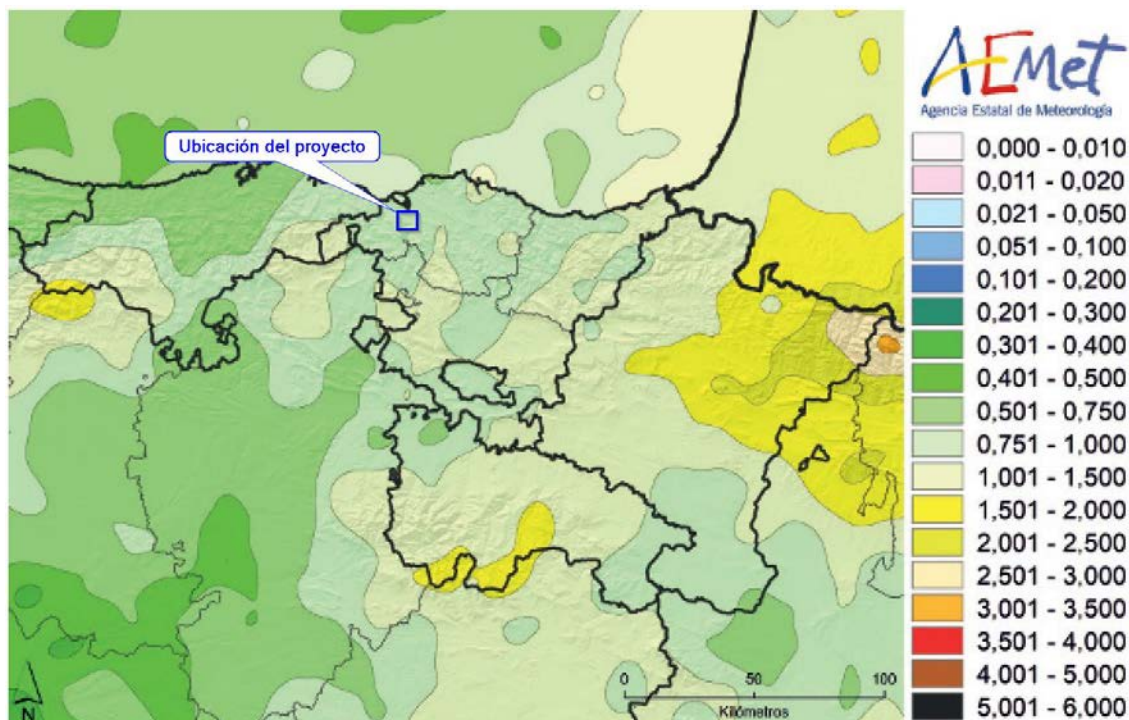 Ubicación del proyecto
AEMet
Agencia Estatal de Meteorología
0,000 - 0,010
0,011 - 0,020
0,021 - 0,050
0,051 - 0,100
0,101 - 0,200
0,201 - 0,300
0,301 - 0,400
0,401 - 0,500
0,501 - 0,750
0,751 - 1,000
1,001 - 1,500
1,501 - 2,000
2,001 - 2,500
2,501 - 3,000
3,001 - 3,500
3,501 - 4,000
4,001 - 5,000
5,001 - 6,000
0 50 100
Kilómetros
N